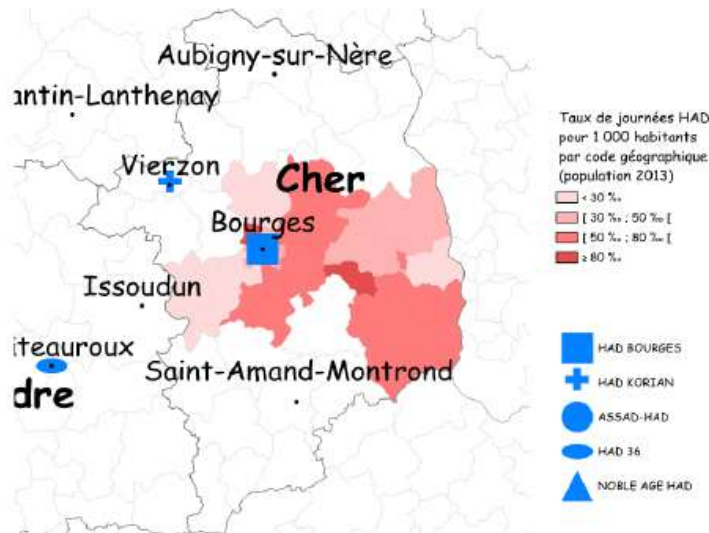 Aubigny-sur-Nère
antin-Lanthenay
Vierzon
Cher
Bourges
Issoudun
iteauroux
dre
Saint-Amand-Montrond
Taux de journées HAD
pour 1 000 habitants
par code géographique
(population 2013)
< 30 ‰
[ 30 ‰ ; 50 ‰ [
[ 50 ‰ ; 80 ‰ [
≥ 80 ‰
HAD BOURGES
HAD KORIAN
ASSAD-HAD
HAD 36
NOBLE AGE HAD